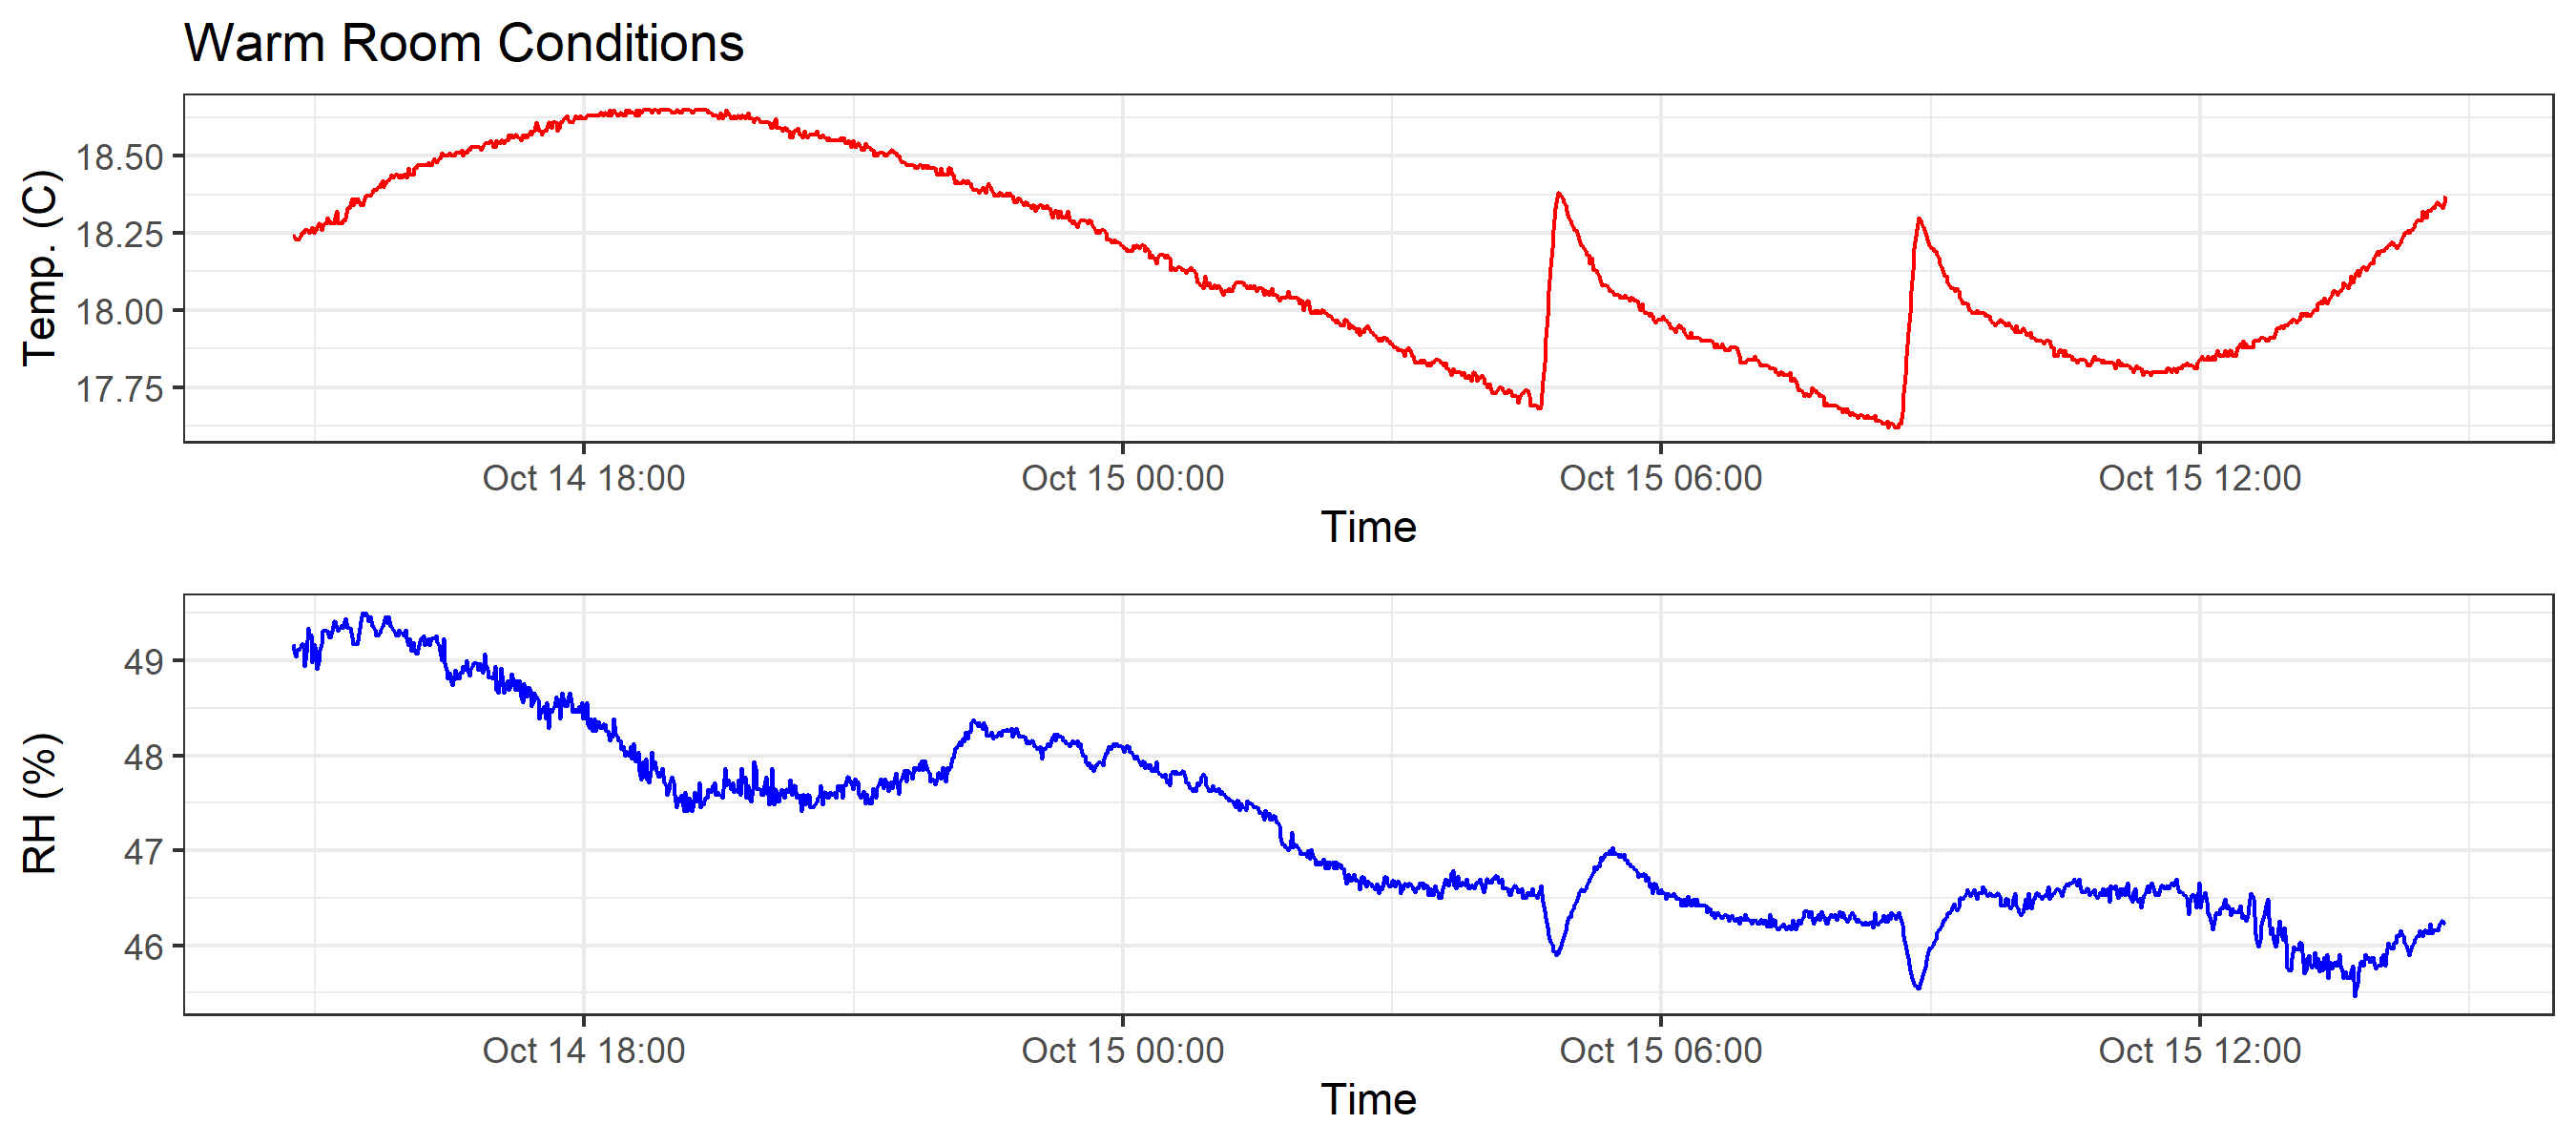 Warm Room Conditions
Temp. (C)
18.50
18.25
18.00
17.75
Oct 14 18:00 Oct 15 00:00 Oct 15 06:00 Oct 15 12:00
Time
RH (%)
49
48
47
46
Oct 14 18:00 Oct 15 00:00 Oct 15 06:00 Oct 15 12:00
Time